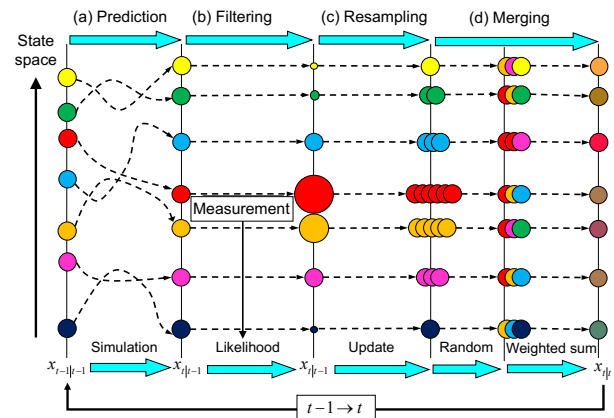 (a) Prediction (b) Filtering (c) Resampling (d) Merging
State
space
Measurement
Simulation Likelihood Update Random Weighted sum
x_{t-1|t-1} x_{t|t-1} x_{t|t-1} x_{t|t}
t−1→t